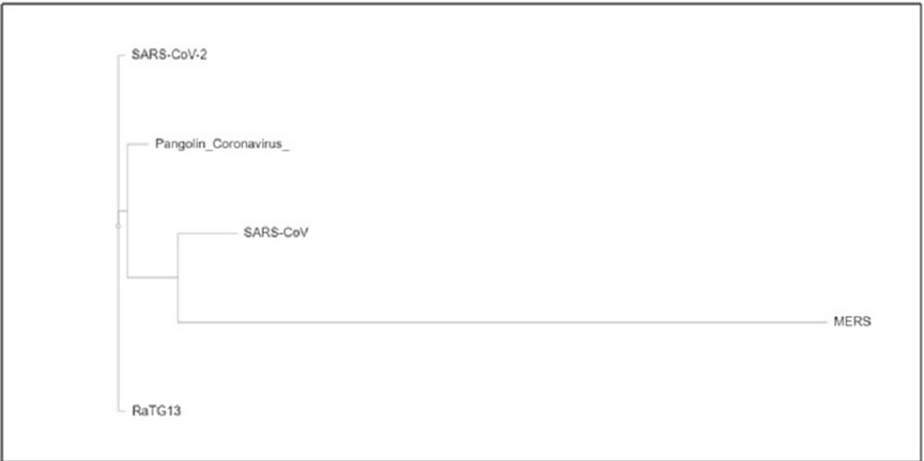 SARS-CoV-2
Pangolin_Coronavirus_
SARS-CoV
MERS
RaTG13